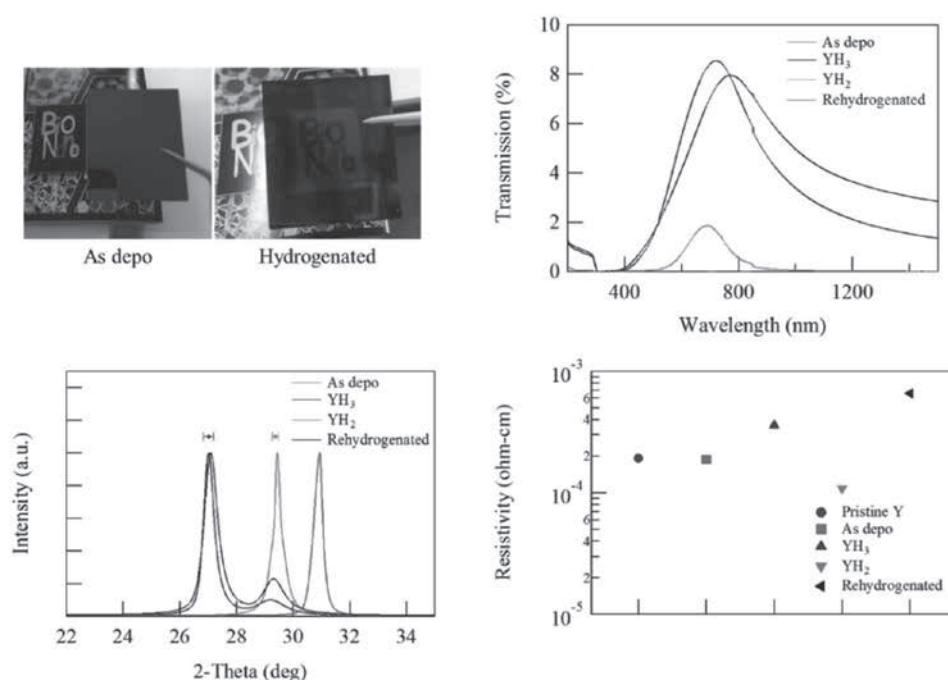 BO
N/o
BO
N/o
As depo
Hydrogenated
10
8
6
4
2
0
Transmission (%)
As depo
YH₃
YH₂
Rehydrogenated
400
800
1200
Wavelength (nm)
Intensity (a.u.)
As depo
YH₃
YH₂
Rehydrogenated
22
24
26
28
30
32
34
2-Theta (deg)
Resistivity (ohm-cm)
10⁻³
6
4
2
10⁻⁴
6
4
2
10⁻⁵
Pristine Y
As depo
YH₃
YH₂
Rehydrogenated